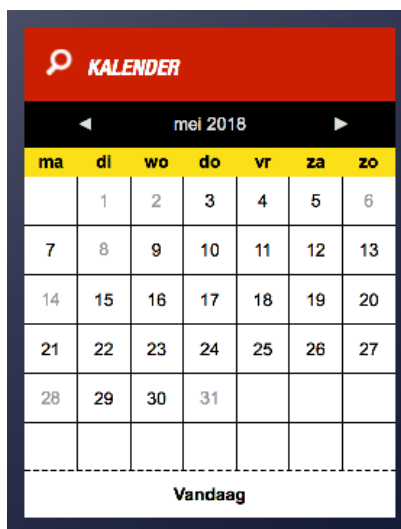 KALENDER
◄ mei 2018 ►
ma di wo do vr za zo
1 2 3 4 5 6
7 8 9 10 11 12 13
14 15 16 17 18 19 20
21 22 23 24 25 26 27
28 29 30 31
Vandaag